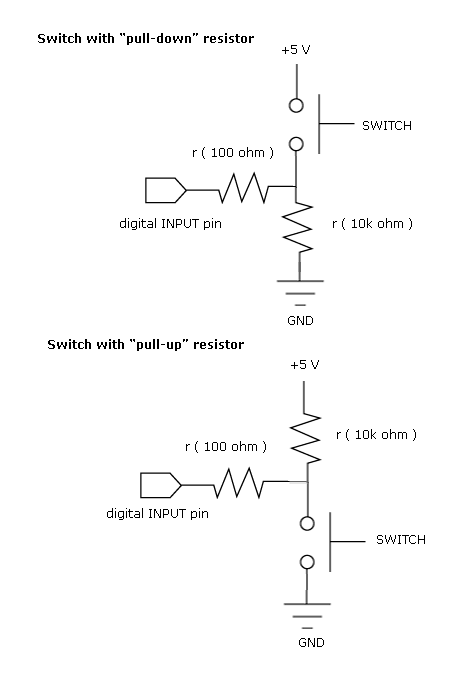 Switch with “pull-down” resistor
+5 V
SWITCH
r ( 100 ohm )
digital INPUT pin
r ( 10k ohm )
GND
Switch with “pull-up” resistor
+5 V
r ( 10k ohm )
r ( 100 ohm )
digital INPUT pin
SWITCH
GND